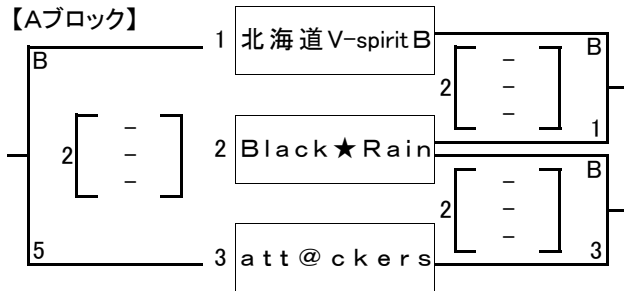 【Aブロック】
1 北海道V-spiritB
B
B
2 - - -
1
2 - - -
2 Black★Rain
B
2 - - -
5
3 att@ckers
3